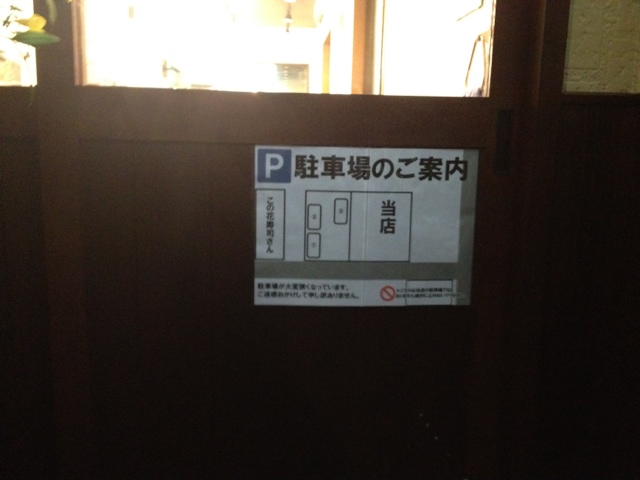 P 駐車場のご案内
この花寿司さん
当店
駐車場が大変狭くなっています。
ご迷惑おかけして申し訳ありません。